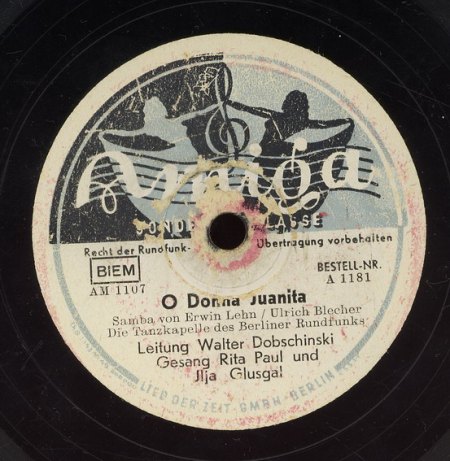 Amiga
SONDERKLASSE
Recht der Rundfunk- Übertragung vorbehalten
BIEM
AM 1107
BESTELL-NR.
A 1181
O Donna Juanita
Samba von Erwin Lehn / Ulrich Blecher
Die Tanzkapelle des Berliner Rundfunks
Leitung Walter Dobschinski
Gesang Rita Paul und
Ilja Glusgal
LIED DER ZEIT · GMBH · BERLIN